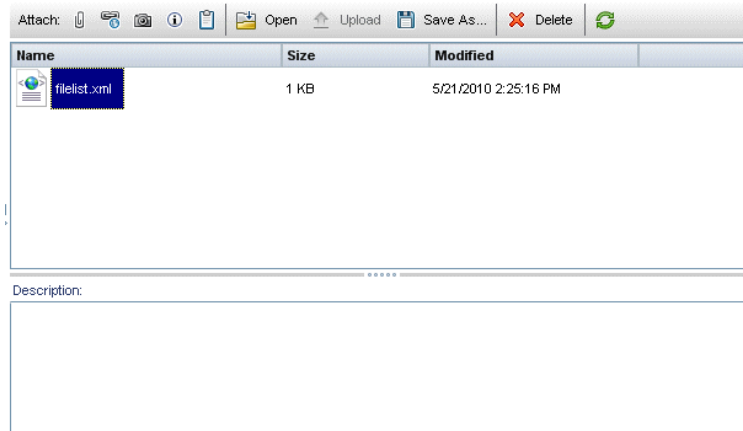 Attach: Open Upload Save As... Delete
Name Size Modified
filelist.xml 1 KB 5/21/2010 2:25:16 PM
Description: